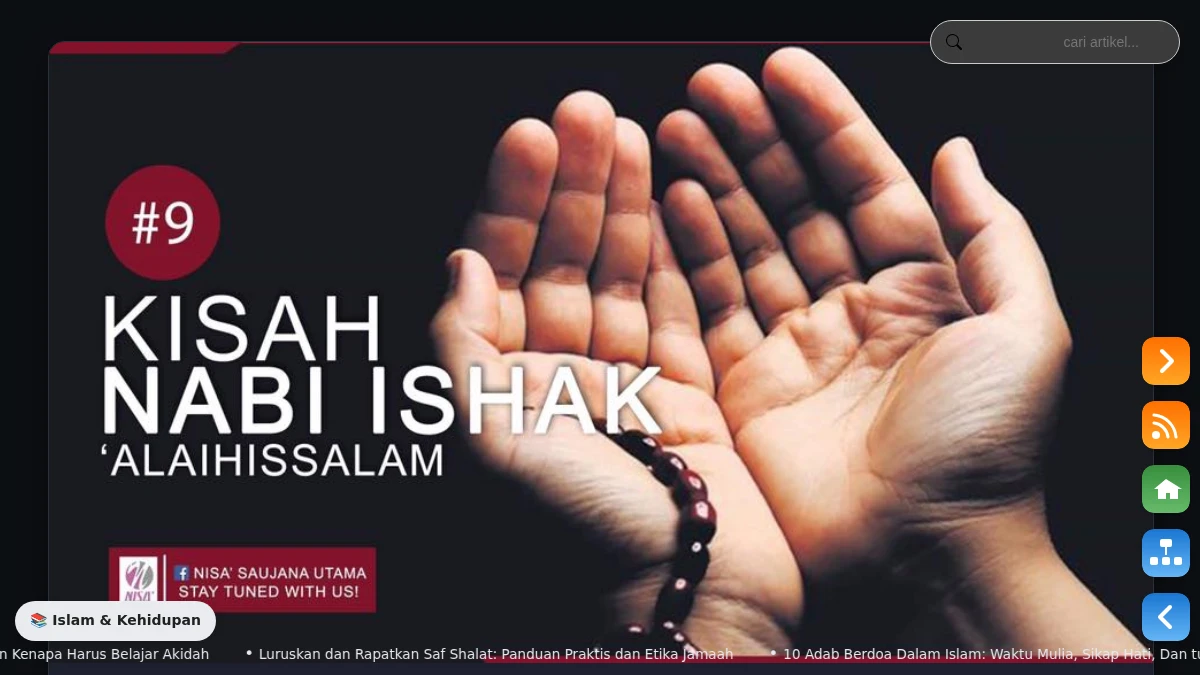 cari artikel...
#9
KISAH
NABI ISHAK
‘ALAIHISSALAM
NISA' SAUJANA UTAMA
STAY TUNED WITH US!
NISA'
📚 Islam & Kehidupan
n Kenapa Harus Belajar Akidah • Luruskan dan Rapatkan Saf Shalat: Panduan Praktis dan Etika Jamaah • 10 Adab Berdoa Dalam Islam: Waktu Mulia, Sikap Hati, Dan tu